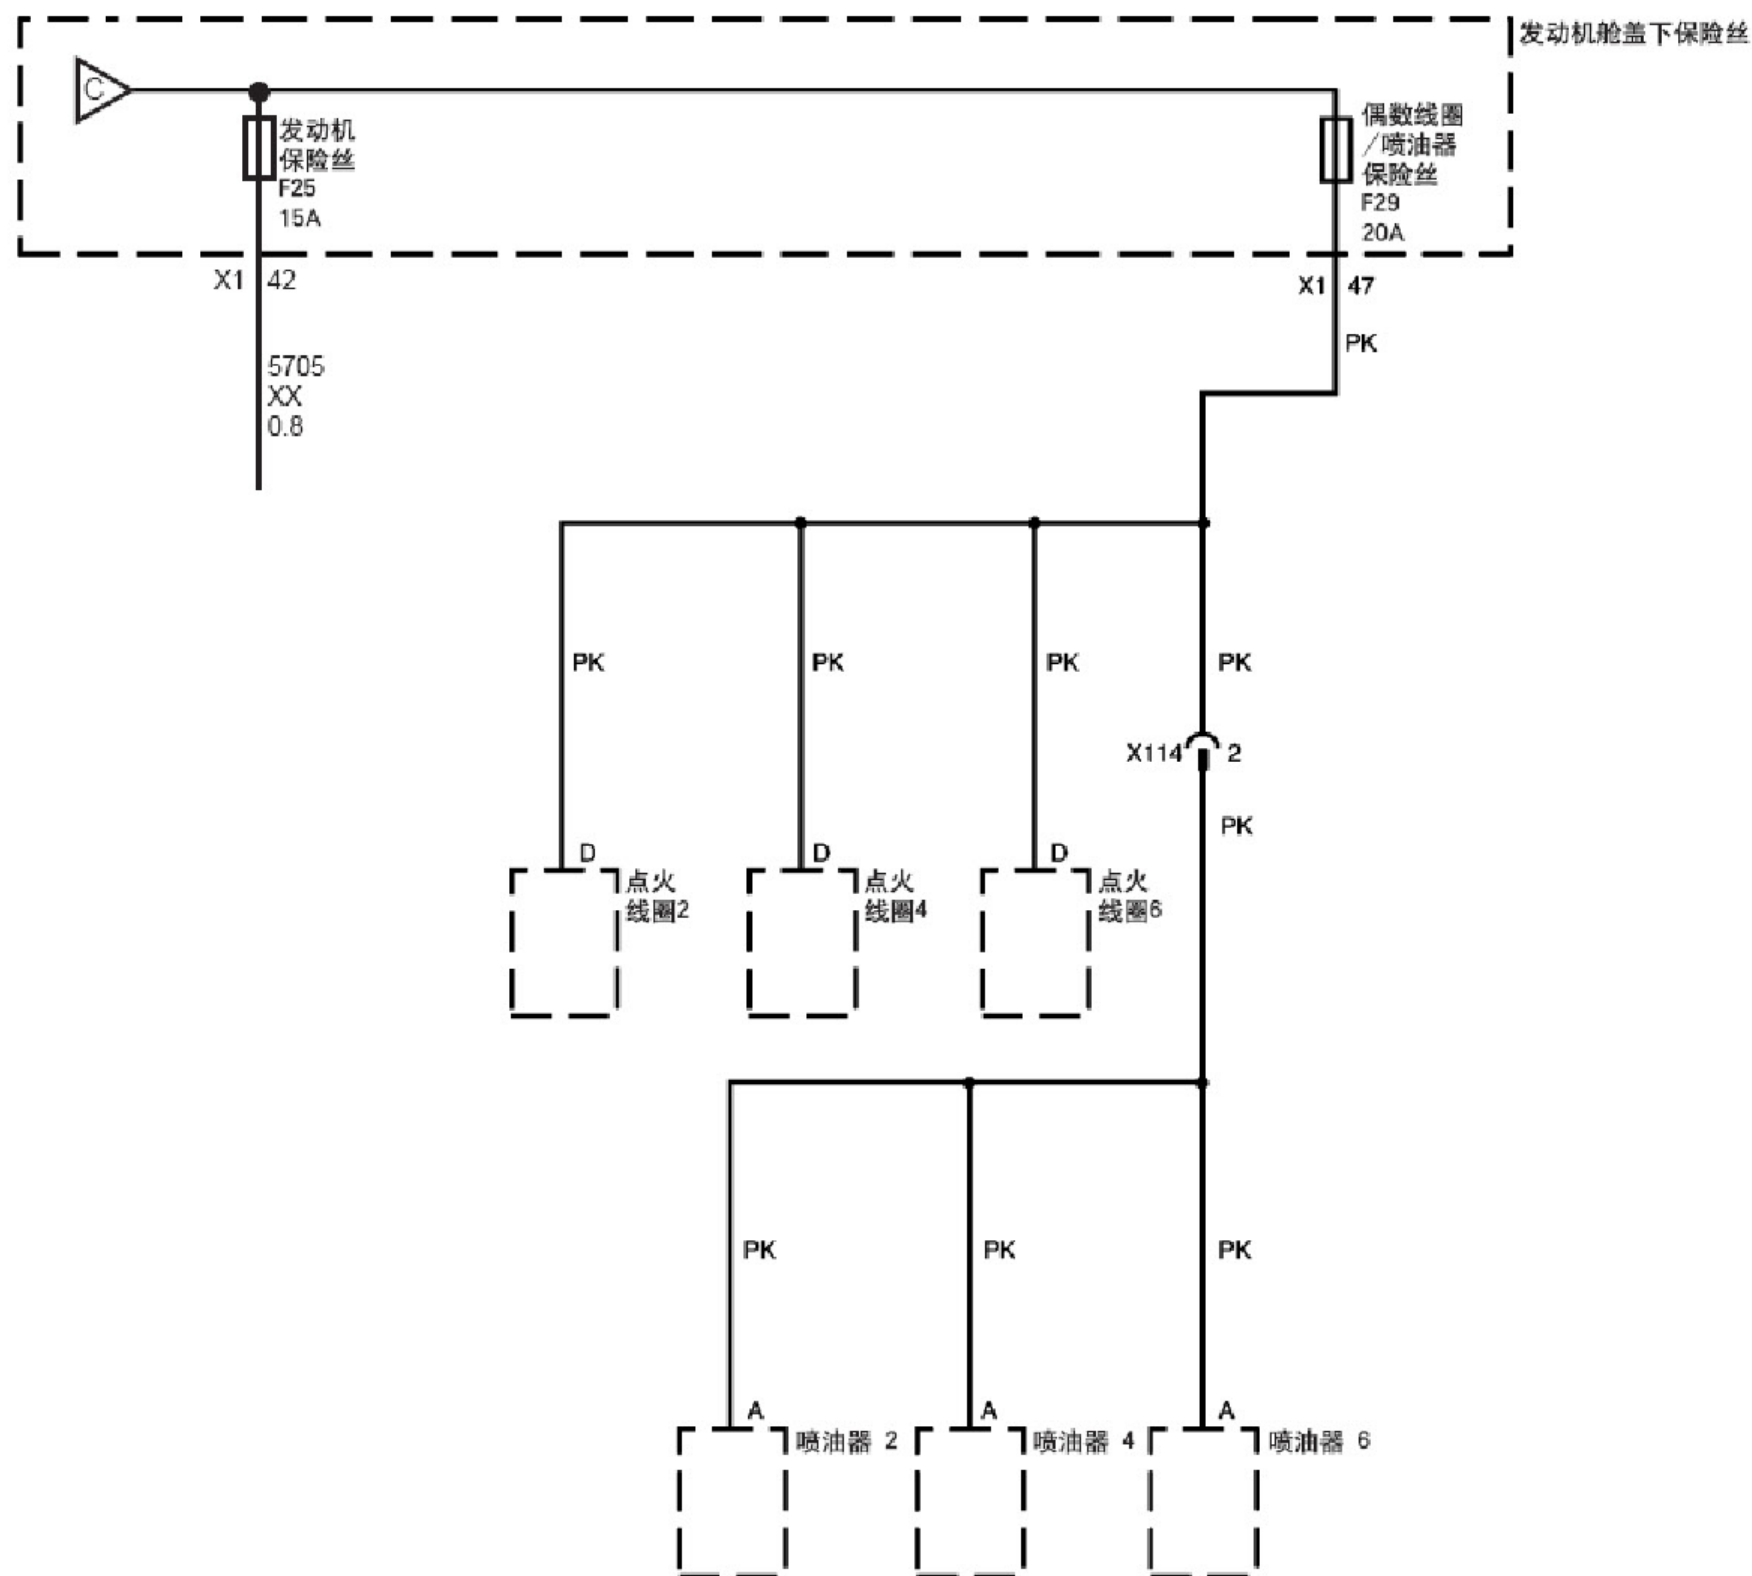 发动机舱盖下保险丝
C
发动机
保险丝
F25
15A
偶数线圈
/喷油器
保险丝
F29
20A
X1 42
X1 47
PK
5705
XX
0.8
PK
PK
PK
PK
X114 2
PK
D
点火
线圈2
D
点火
线圈4
D
点火
线圈6
PK
PK
PK
A
喷油器 2
A
喷油器 4
A
喷油器 6